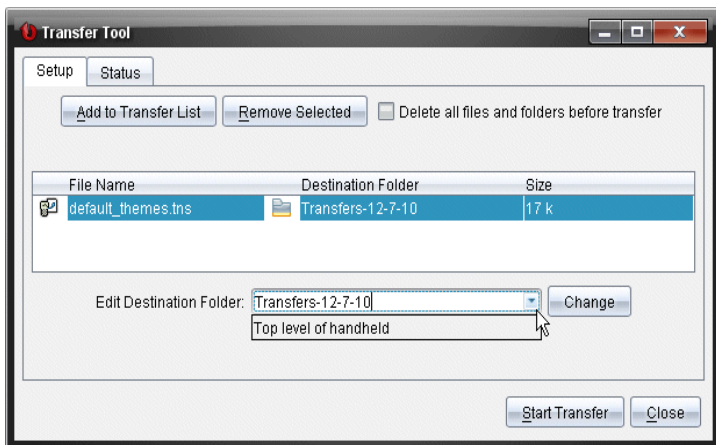 Transfer Tool
Setup Status
Add to Transfer List Remove Selected Delete all files and folders before transfer
File Name Destination Folder Size
default_themes.tns Transfers-12-7-10 17 k
Edit Destination Folder: Transfers-12-7-10 Change
Top level of handheld
Start Transfer Close